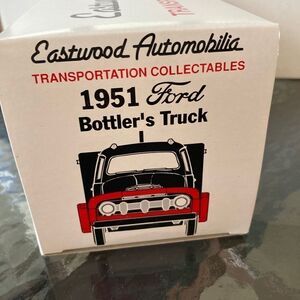 Eastwood Automobilia
TRANSPORTATION COLLECTABLES
1951 Ford
Bottler's Truck